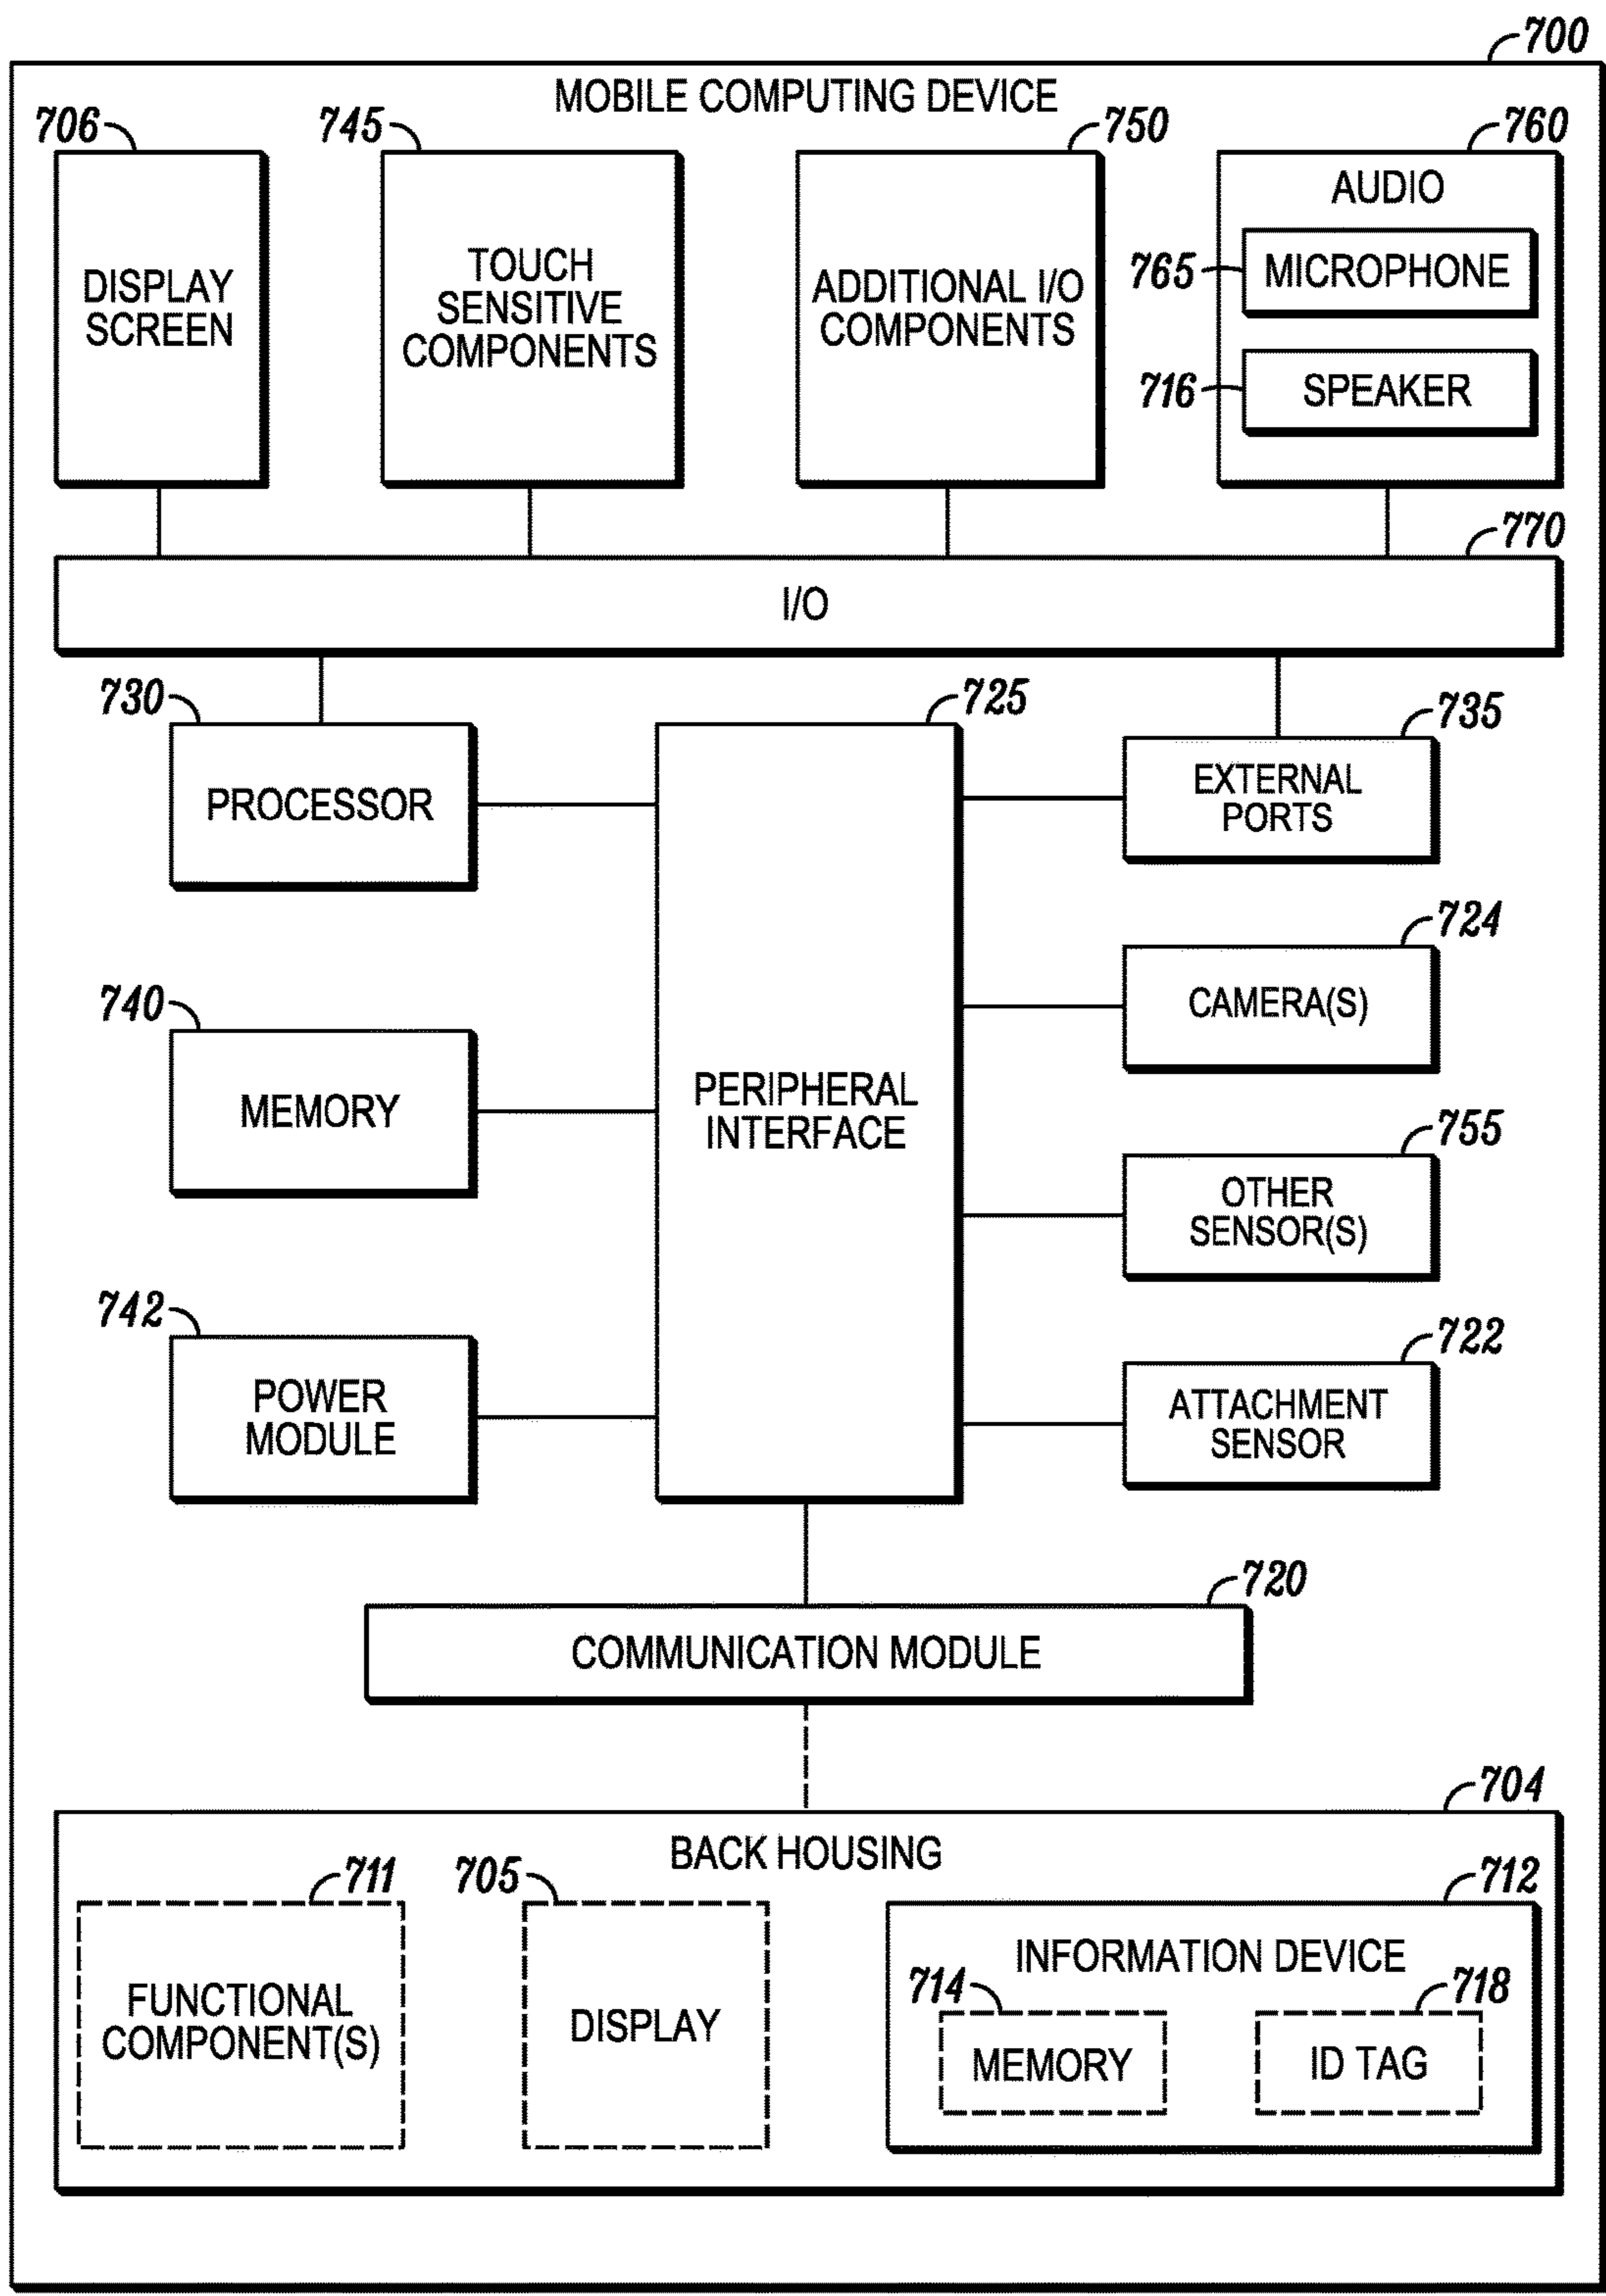 700
MOBILE COMPUTING DEVICE
706
745
750
760
DISPLAY
SCREEN
TOUCH
SENSITIVE
COMPONENTS
ADDITIONAL I/O
COMPONENTS
AUDIO
765
MICROPHONE
716
SPEAKER
770
I/O
730
725
735
PROCESSOR
EXTERNAL
PORTS
724
CAMERA(S)
740
MEMORY
PERIPHERAL
INTERFACE
755
OTHER
SENSOR(S)
742
POWER
MODULE
722
ATTACHMENT
SENSOR
720
COMMUNICATION MODULE
704
BACK HOUSING
711
705
712
FUNCTIONAL
COMPONENT(S)
DISPLAY
INFORMATION DEVICE
714
718
MEMORY
ID TAG